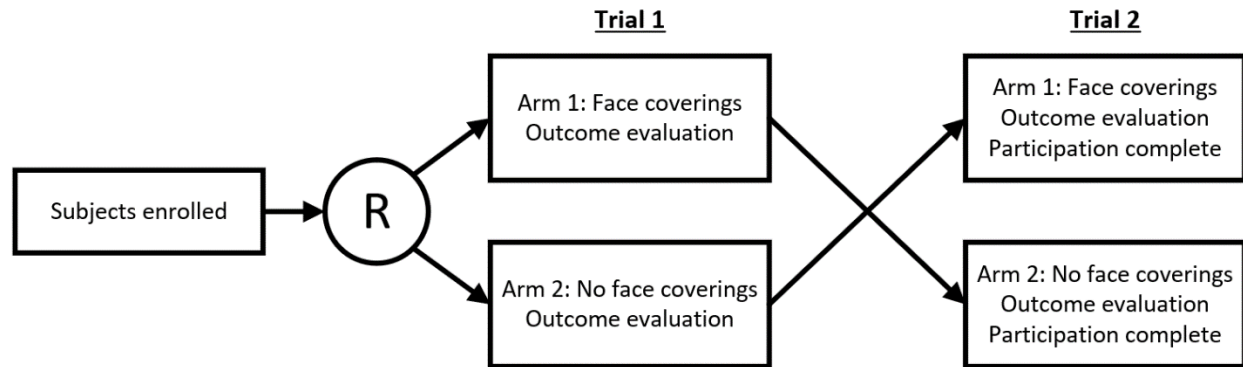 Trial 1
Trial 2
Subjects enrolled
R
Arm 1: Face coverings
Outcome evaluation
Arm 2: No face coverings
Outcome evaluation
Arm 1: Face coverings
Outcome evaluation
Participation complete
Arm 2: No face coverings
Outcome evaluation
Participation complete